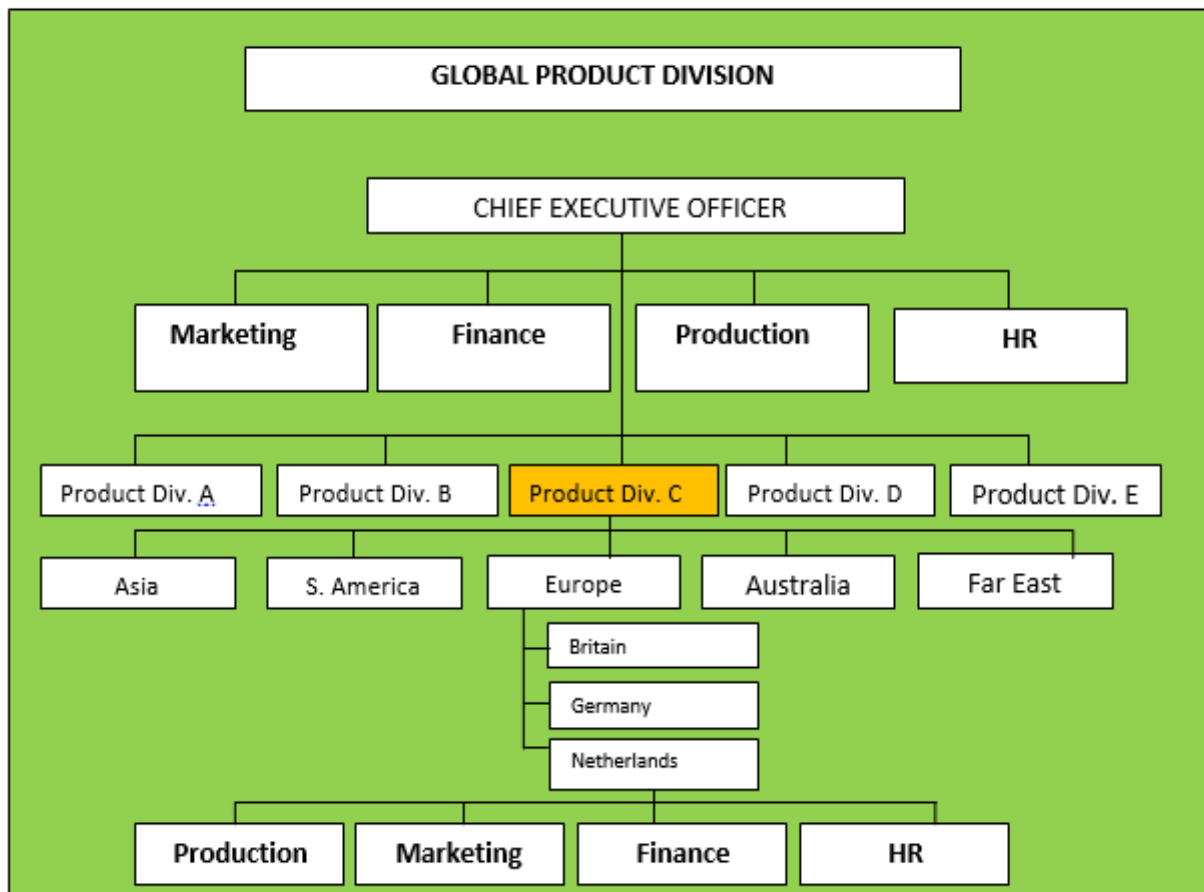 GLOBAL PRODUCT DIVISION
CHIEF EXECUTIVE OFFICER
Marketing
Finance
Production
HR
Product Div. A
Product Div. B
Product Div. C
Product Div. D
Product Div. E
Asia
S. America
Europe
Australia
Far East
Britain
Germany
Netherlands
Production
Marketing
Finance
HR